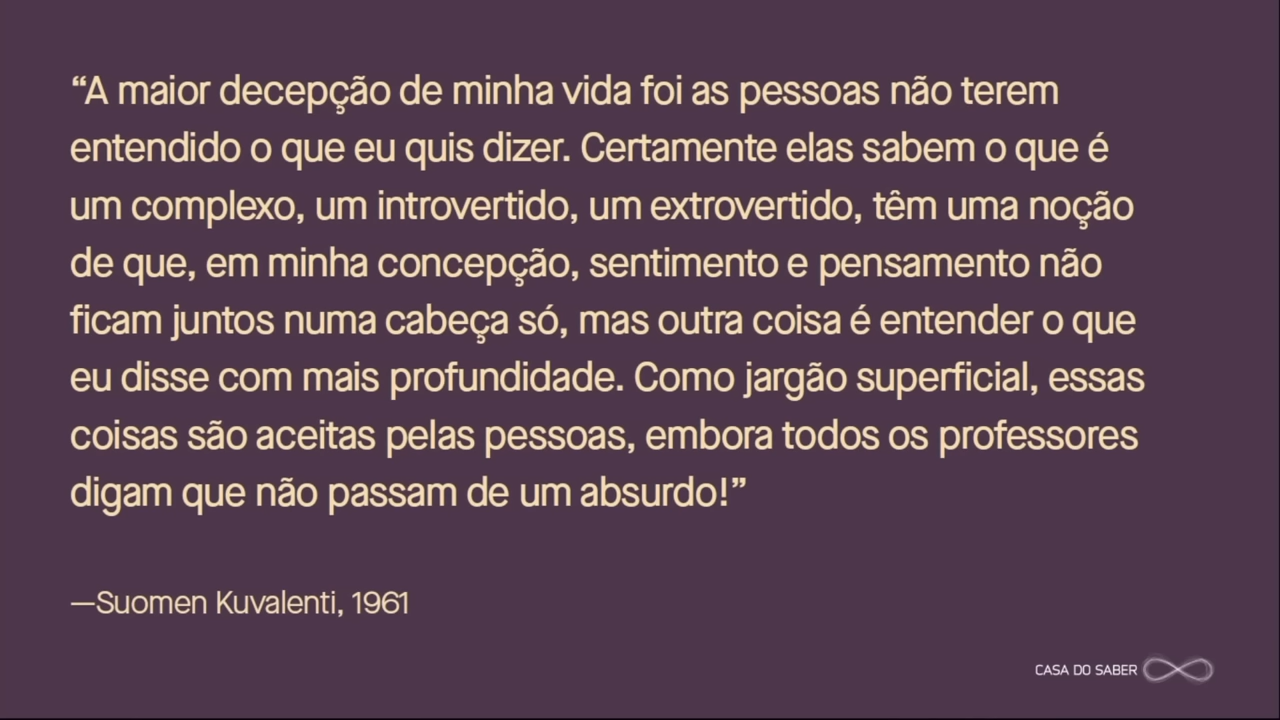 “A maior decepção de minha vida foi as pessoas não terem
entendido o que eu quis dizer. Certamente elas sabem o que é
um complexo, um introvertido, um extrovertido, têm uma noção
de que, em minha concepção, sentimento e pensamento não
ficam juntos numa cabeça só, mas outra coisa é entender o que
eu disse com mais profundidade. Como jargão superficial, essas
coisas são aceitas pelas pessoas, embora todos os professores
digam que não passam de um absurdo!”
—Suomen Kuvalenti, 1961
CASA DO SABER